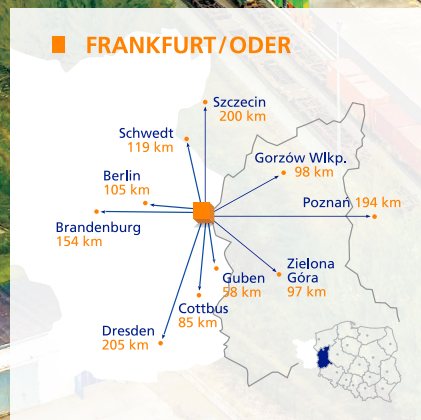 FRANKFURT/ODER
Szczecin
200 km
Schwedt
119 km
Gorzów Wlkp.
98 km
Berlin
105 km
Poznań 194 km
Brandenburg
154 km
Zielona
Góra
97 km
Guben
58 km
Cottbus
85 km
Dresden
205 km